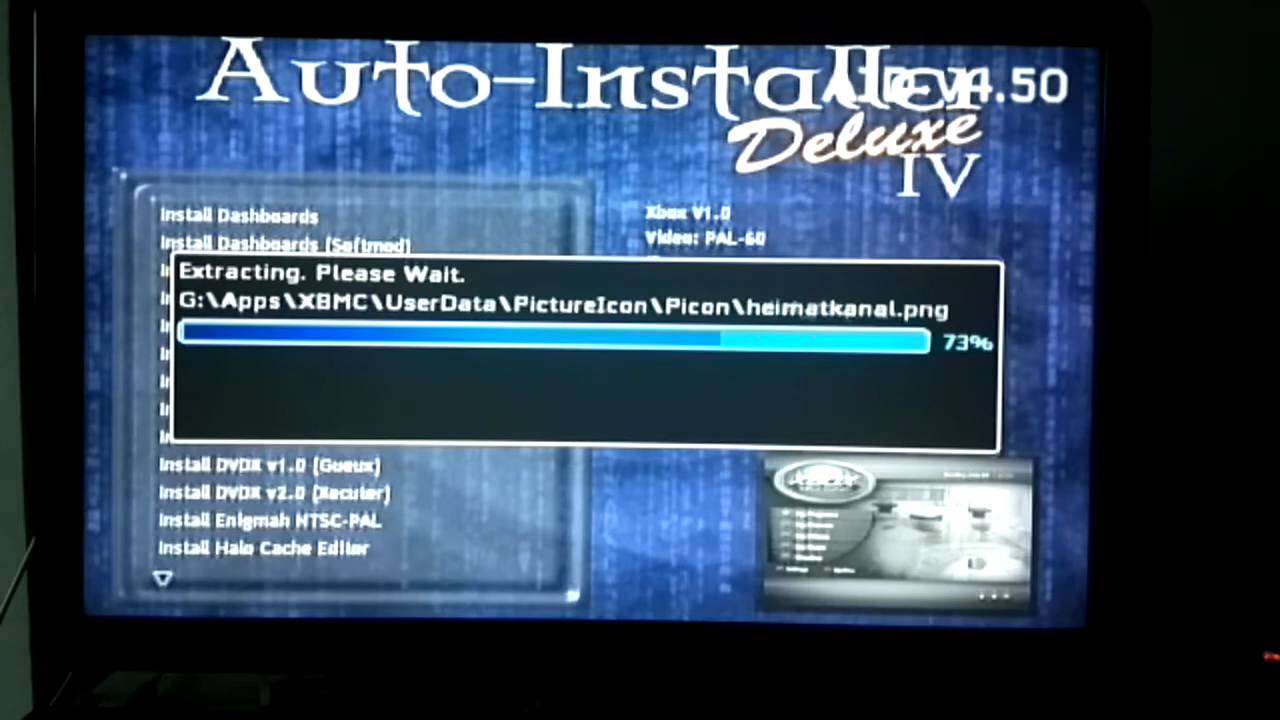 Auto-Installer
AID-V4.50
Deluxe
IV
Install Dashboards
Xbox V1.0
Install Dashboards (Softmod)
Video: PAL-60
Extracting. Please Wait.
G:\Apps\XBMC\UserData\PictureIcon\Picon\heimatkanal.png
73%
Install DVDX v1.0 (Gueux)
Install DVDX v2.0 (Xecuter)
Install Enigmah NTSC-PAL
Install Halo Cache Editor